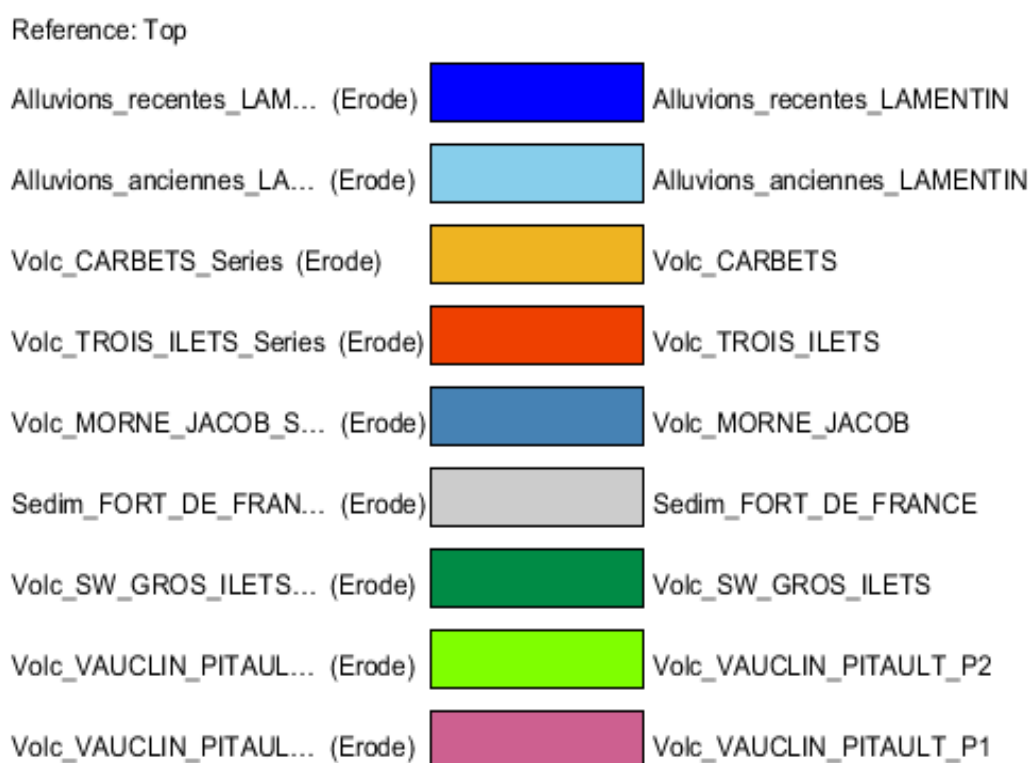 Reference: Top
Alluvions_recentes_LAM... (Erode) Alluvions_recentes_LAMENTIN
Alluvions_anciennes_LA... (Erode) Alluvions_anciennes_LAMENTIN
Volc_CARBETS_Series (Erode) Volc_CARBETS
Volc_TROIS_ILETS_Series (Erode) Volc_TROIS_ILETS
Volc_MORNE_JACOB_S... (Erode) Volc_MORNE_JACOB
Sedim_FORT_DE_FRAN... (Erode) Sedim_FORT_DE_FRANCE
Volc_SW_GROS_ILETS... (Erode) Volc_SW_GROS_ILETS
Volc_VAUCLIN_PITAUL... (Erode) Volc_VAUCLIN_PITAULT_P2
Volc_VAUCLIN_PITAUL... (Erode) Volc_VAUCLIN_PITAULT_P1